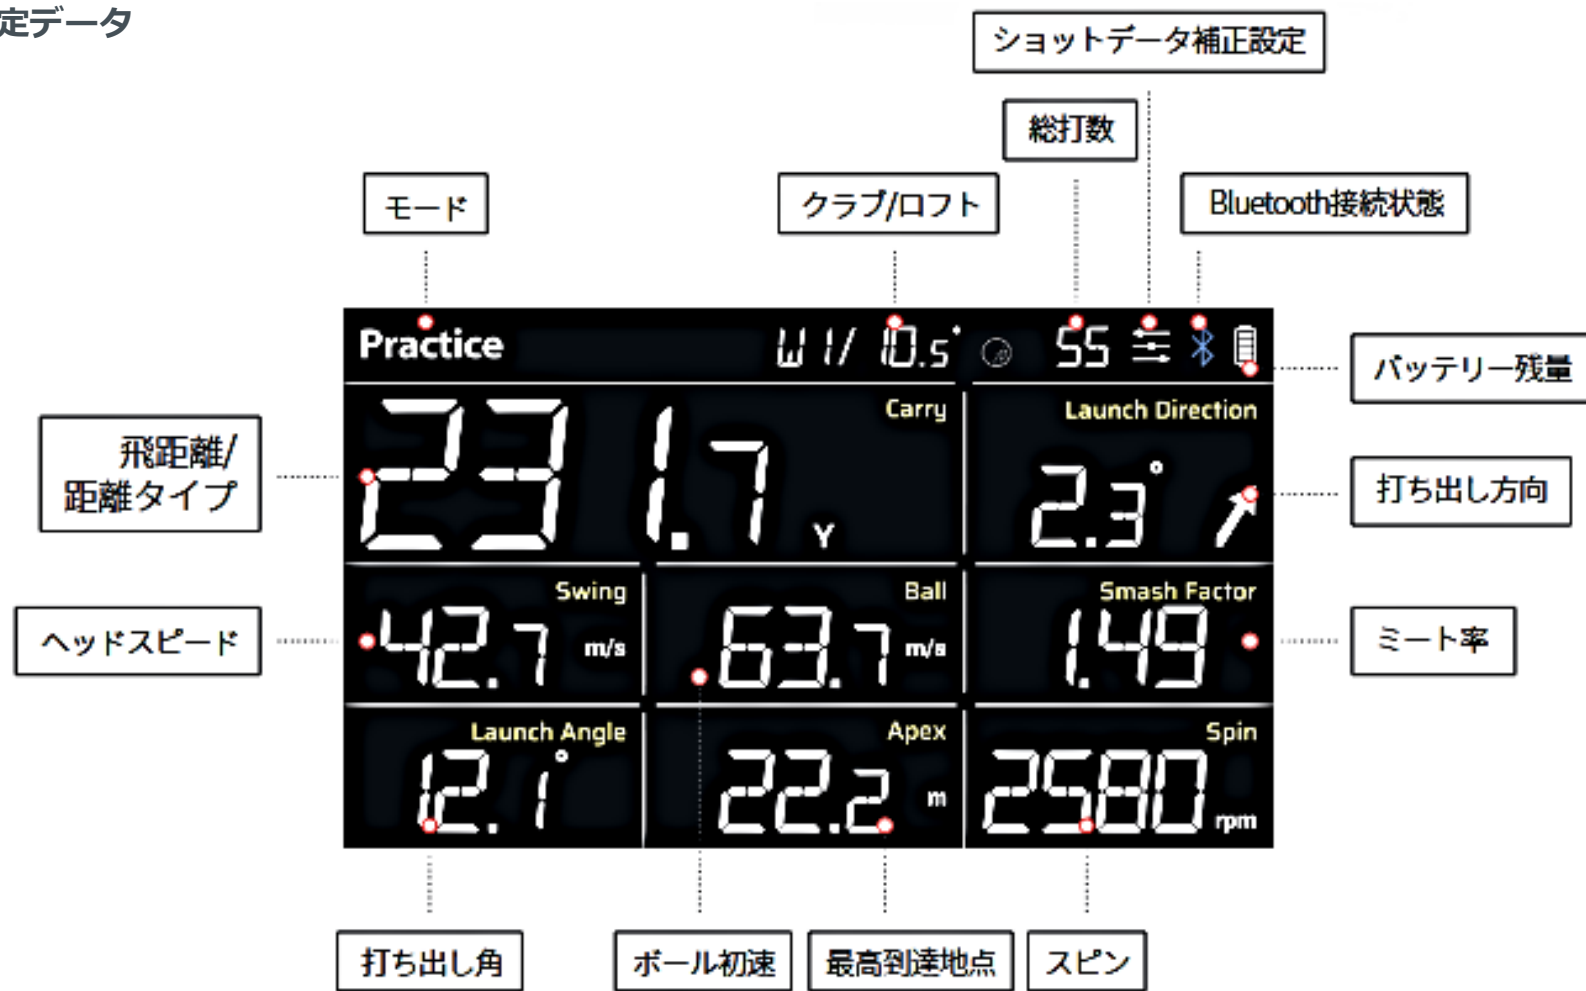 定データ
ショットデータ補正設定
総打数
モード
クラブ/ロフト
Bluetooth接続状態
Practice
W1/ 10.5°
55
バッテリー残量
飛距離/
距離タイプ
Carry
231.7 Y
Launch Direction
2.3°
打ち出し方向
ヘッドスピード
Swing
42.7 m/s
Ball
63.7 m/s
Smash Factor
1.49
ミート率
Launch Angle
12.1°
Apex
22.2 m
Spin
2580 rpm
打ち出し角
ボール初速
最高到達地点
スピン